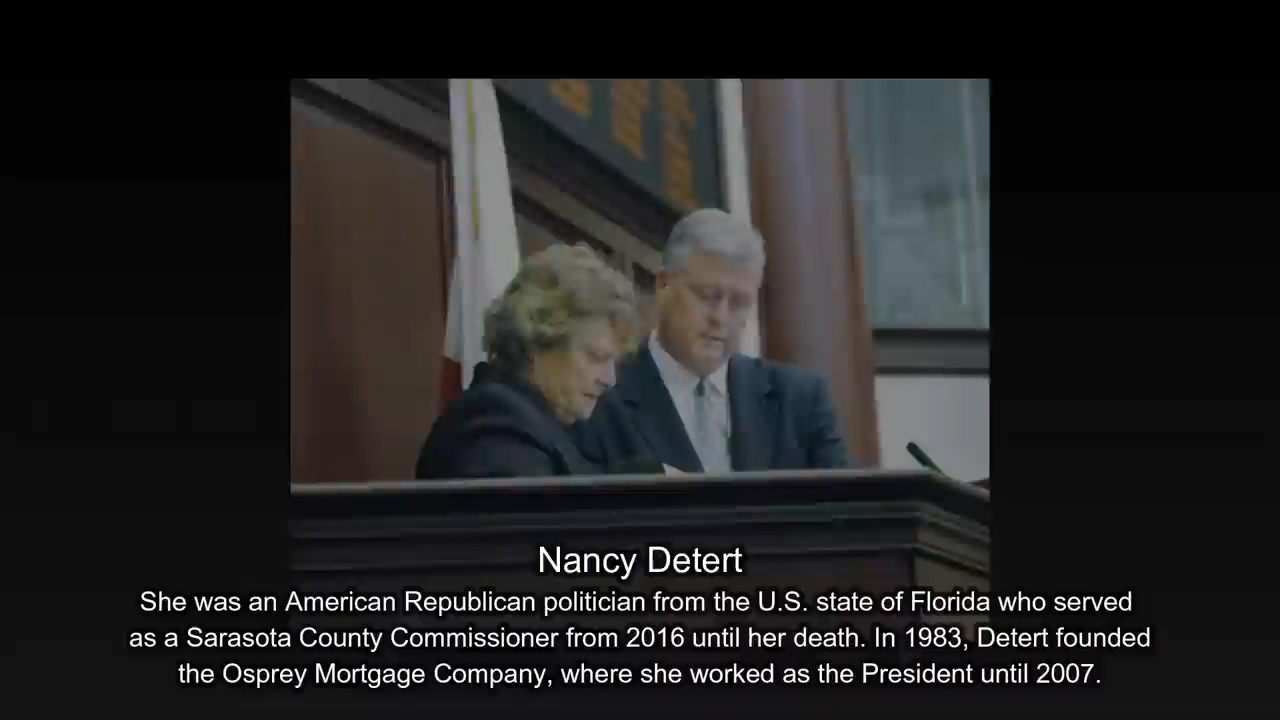 Nancy Detert
She was an American Republican politician from the U.S. state of Florida who served
as a Sarasota County Commissioner from 2016 until her death. In 1983, Detert founded
the Osprey Mortgage Company, where she worked as the President until 2007.